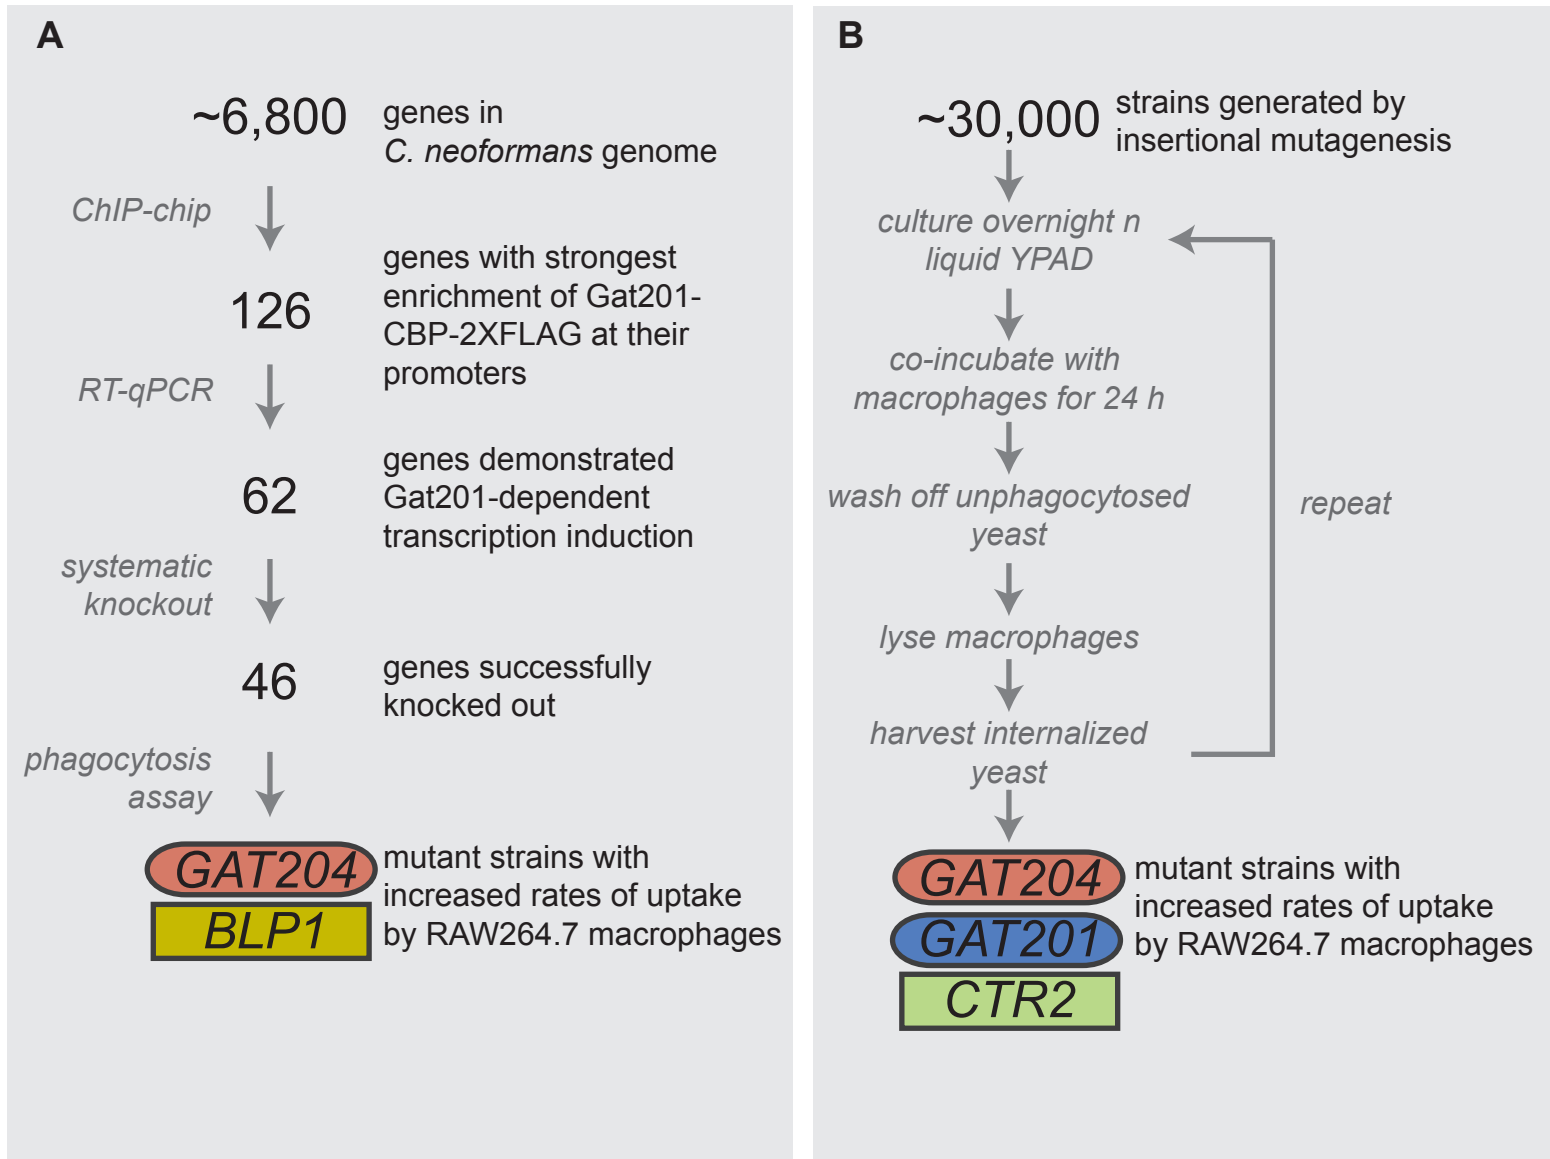 A
~6,800
genes in
C. neoformans genome
ChIP-chip
126
genes with strongest
enrichment of Gat201-
CBP-2XFLAG at their
promoters
RT-qPCR
62
genes demonstrated
Gat201-dependent
transcription induction
systematic
knockout
46
genes successfully
knocked out
phagocytosis
assay
GAT204
BLP1
mutant strains with
increased rates of uptake
by RAW264.7 macrophages
B
~30,000
strains generated by
insertional mutagenesis
culture overnight n
liquid YPAD
co-incubate with
macrophages for 24 h
wash off unphagocytosed
yeast
repeat
lyse macrophages
harvest internalized
yeast
GAT204
GAT201
CTR2
mutant strains with
increased rates of uptake
by RAW264.7 macrophages